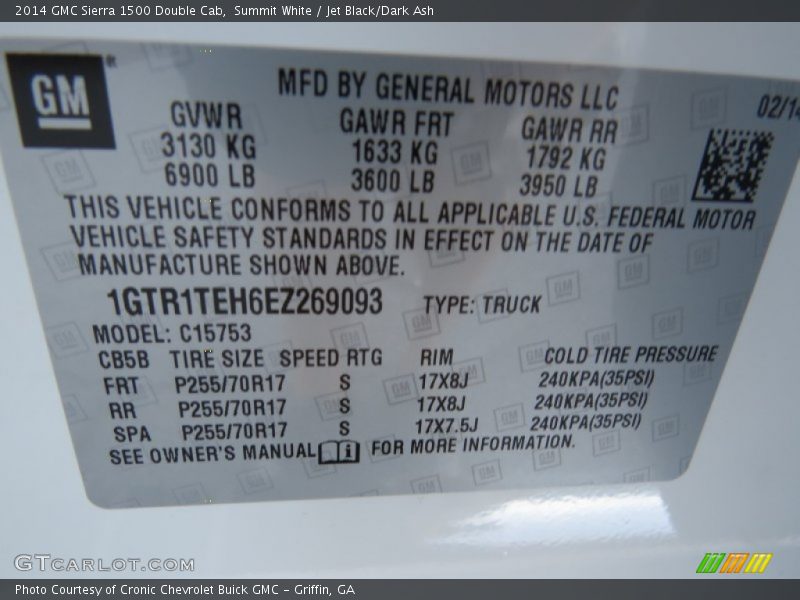 2014 GMC Sierra 1500 Double Cab,  Summit White / Jet Black/Dark Ash
GM
MFD BY GENERAL MOTORS LLC
02/14
GVWR GAWR FRT GAWR RR
3130 KG 1633 KG 1792 KG
6900 LB 3600 LB 3950 LB
THIS VEHICLE CONFORMS TO ALL APPLICABLE U.S. FEDERAL MOTOR
VEHICLE SAFETY STANDARDS IN EFFECT ON THE DATE OF
MANUFACTURE SHOWN ABOVE.
1GTR1TEH6EZ269093 TYPE: TRUCK
MODEL: C15753
CB5B TIRE SIZE SPEED RTG RIM COLD TIRE PRESSURE
FRT P255/70R17 S 17X8J 240KPA(35PSI)
RR P255/70R17 S 17X8J 240KPA(35PSI)
SPA P255/70R17 S 17X7.5J 240KPA(35PSI)
SEE OWNER'S MANUAL FOR MORE INFORMATION.
GTCARLOT.COM
Photo Courtesy of Cronic Chevrolet Buick GMC - Griffin, GA